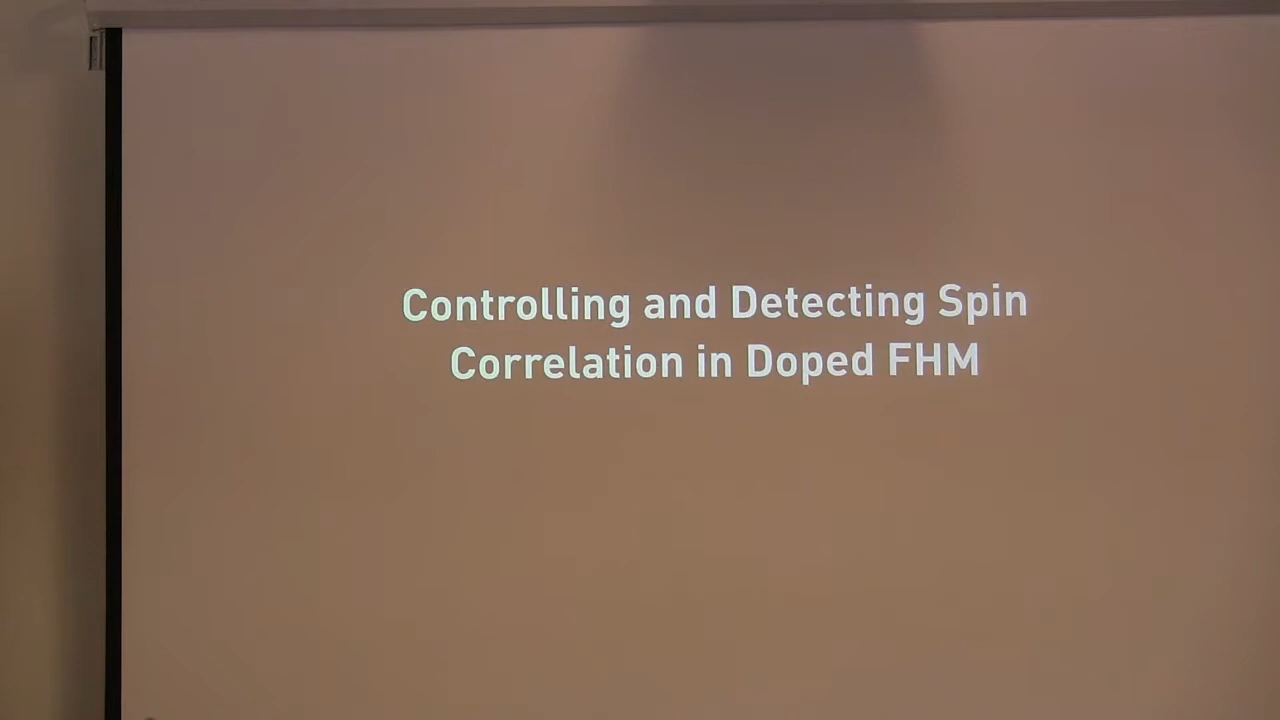 Controlling and Detecting Spin
Correlation in Doped FHM